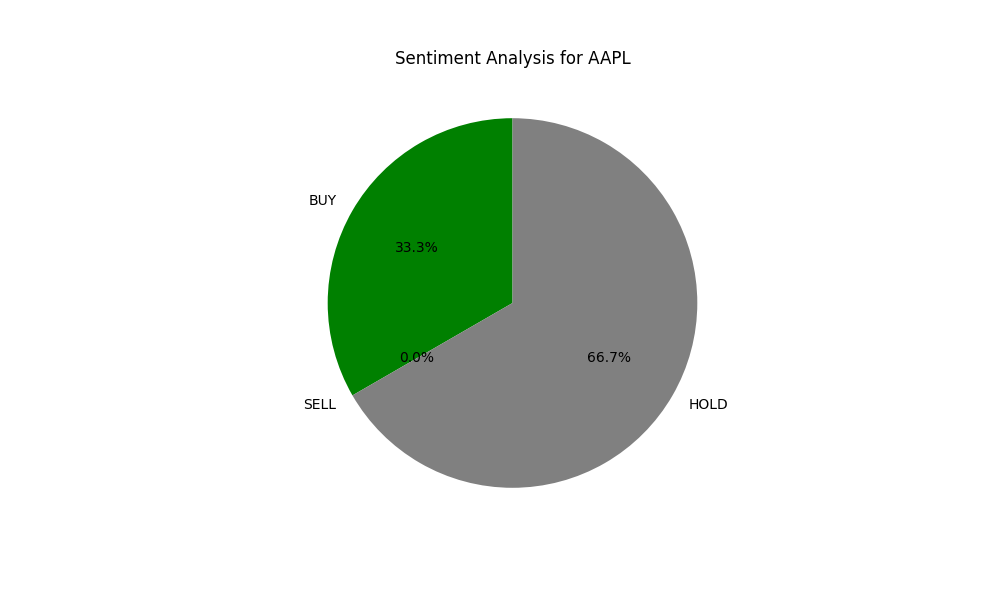 Sentiment Analysis for AAPL
BUY
33.3%
0.0%
66.7%
SELL
HOLD